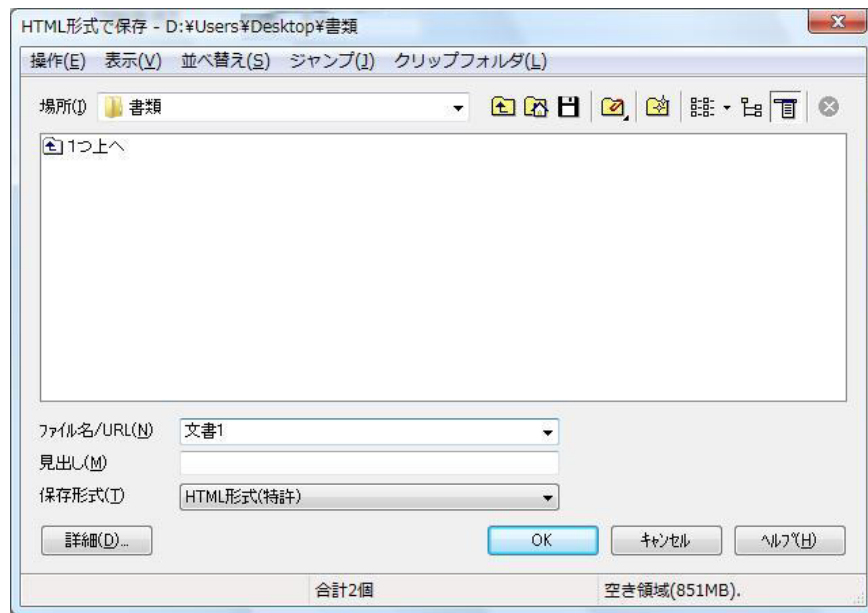 HTML形式で保存 - D:¥Users¥Desktop¥書類
操作(E) 表示(V) 並べ替え(S) ジャンプ(J) クリップフォルダ(L)
場所(I) 書類
1つ上へ
ファイル名/URL(N) 文書1
見出し(M)
保存形式(T) HTML形式(特許)
詳細(D)... OK キャンセル ヘルプ(H)
合計2個 空き領域(851MB).